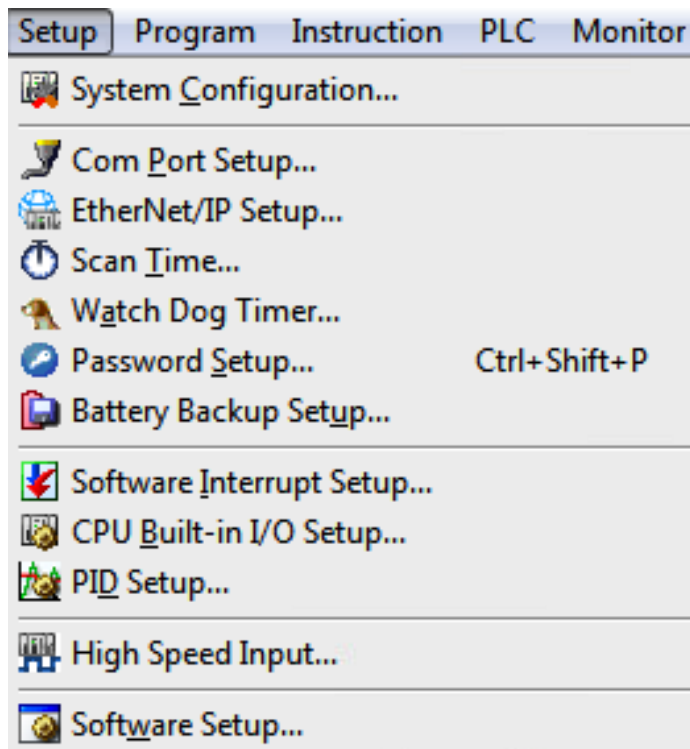 Setup Program Instruction PLC Monitor
System Configuration...
Com Port Setup...
EtherNet/IP Setup...
Scan Time...
Watch Dog Timer...
Password Setup... Ctrl+Shift+P
Battery Backup Setup...
Software Interrupt Setup...
CPU Built-in I/O Setup...
PID Setup...
High Speed Input...
Software Setup...